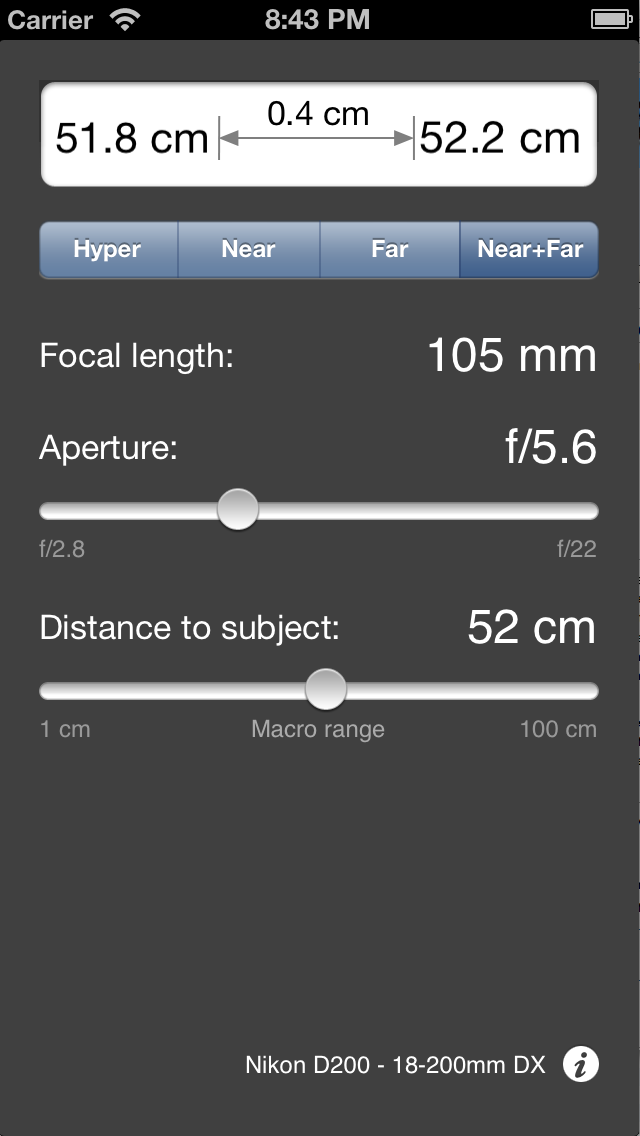 Carrier 8:43 PM
0.4 cm
51.8 cm 52.2 cm
Hyper Near Far Near+Far
Focal length: 105 mm
Aperture: f/5.6
f/2.8 f/22
Distance to subject: 52 cm
1 cm Macro range 100 cm
Nikon D200 - 18-200mm DX i